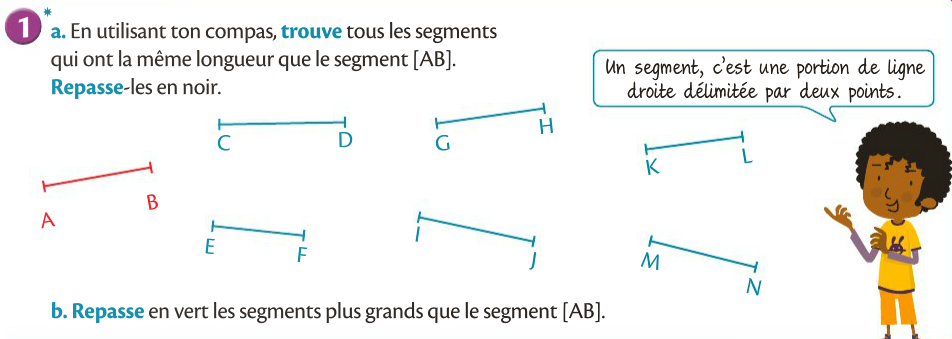 1*
a. En utilisant ton compas, trouve tous les segments
qui ont la même longueur que le segment [AB].
Repasse-les en noir.
Un segment, c'est une portion de ligne
droite délimitée par deux points.
C D
G H
K L
A B
E F
I J
M N
b. Repasse en vert les segments plus grands que le segment [AB].